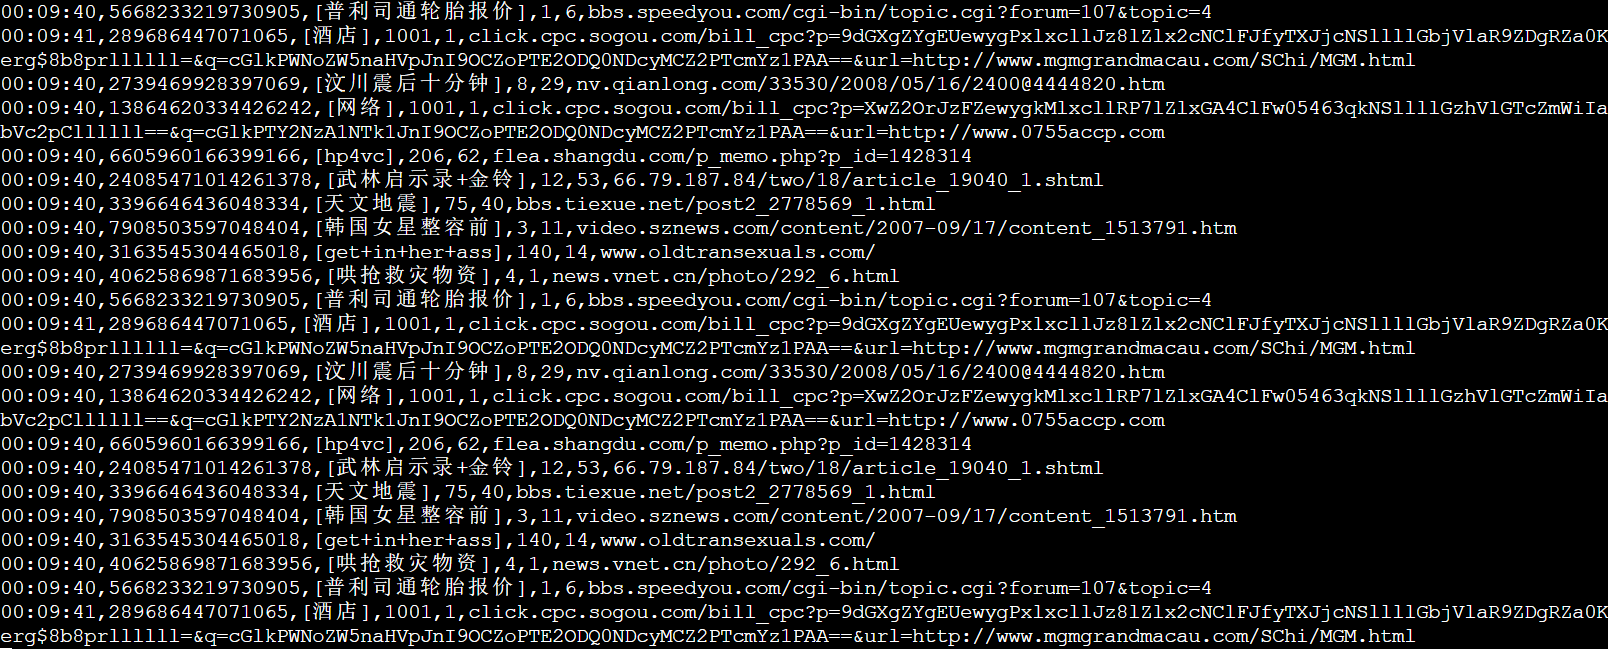 00:09:40,5668233219730905,[普利司通轮胎报价],1,6,bbs.speedyou.com/cgi-bin/topic.cgi?forum=107&topic=4
00:09:41,289686447071065,[酒店],1001,1,click.cpc.sogou.com/bill_cpc?p=9dGXgZYgEUewygPxlxcllJz8lZlx2cNClFJfyTXJjcNSllllGbjVlaR9ZDgRZa0K
erg$8b8prllllll=&q=cGlkPWNoZW5naHVpJnI9OCZoPTE2ODQ0NDcyMCZ2PTcmYz1PAA==&url=http://www.mgmgrandmacau.com/SChi/MGM.html
00:09:40,2739469928397069,[汶川震后十分钟],8,29,nv.qianlong.com/33530/2008/05/16/2400@4444820.htm
00:09:40,13864620334426242,[网络],1001,1,click.cpc.sogou.com/bill_cpc?p=XwZ2OrJzFZewygkMlxcllRP7lZlxGA4ClFw05463qkNSllllGzhVlGTcZmWiIa
bVc2pCllllll==&q=cGlkPTY2NzA1NTk1JnI9OCZoPTE2ODQ0NDcyMCZ2PTcmYz1PAA==&url=http://www.0755accp.com
00:09:40,6605960166399166,[hp4vc],206,62,flea.shangdu.com/p_memo.php?p_id=1428314
00:09:40,24085471014261378,[武林启示录+金铃],12,53,66.79.187.84/two/18/article_19040_1.shtml
00:09:40,3396646436048334,[天文地震],75,40,bbs.tiexue.net/post2_2778569_1.html
00:09:40,7908503597048404,[韩国女星整容前],3,11,video.sznews.com/content/2007-09/17/content_1513791.htm
00:09:40,3163545304465018,[get+in+her+ass],140,14,www.oldtransexuals.com/
00:09:40,40625869871683956,[哄抢救灾物资],4,1,news.vnet.cn/photo/292_6.html
00:09:40,5668233219730905,[普利司通轮胎报价],1,6,bbs.speedyou.com/cgi-bin/topic.cgi?forum=107&topic=4
00:09:41,289686447071065,[酒店],1001,1,click.cpc.sogou.com/bill_cpc?p=9dGXgZYgEUewygPxlxcllJz8lZlx2cNClFJfyTXJjcNSllllGbjVlaR9ZDgRZa0K
erg$8b8prllllll=&q=cGlkPWNoZW5naHVpJnI9OCZoPTE2ODQ0NDcyMCZ2PTcmYz1PAA==&url=http://www.mgmgrandmacau.com/SChi/MGM.html
00:09:40,2739469928397069,[汶川震后十分钟],8,29,nv.qianlong.com/33530/2008/05/16/2400@4444820.htm
00:09:40,13864620334426242,[网络],1001,1,click.cpc.sogou.com/bill_cpc?p=XwZ2OrJzFZewygkMlxcllRP7lZlxGA4ClFw05463qkNSllllGzhVlGTcZmWiIa
bVc2pCllllll==&q=cGlkPTY2NzA1NTk1JnI9OCZoPTE2ODQ0NDcyMCZ2PTcmYz1PAA==&url=http://www.0755accp.com
00:09:40,6605960166399166,[hp4vc],206,62,flea.shangdu.com/p_memo.php?p_id=1428314
00:09:40,24085471014261378,[武林启示录+金铃],12,53,66.79.187.84/two/18/article_19040_1.shtml
00:09:40,3396646436048334,[天文地震],75,40,bbs.tiexue.net/post2_2778569_1.html
00:09:40,7908503597048404,[韩国女星整容前],3,11,video.sznews.com/content/2007-09/17/content_1513791.htm
00:09:40,3163545304465018,[get+in+her+ass],140,14,www.oldtransexuals.com/
00:09:40,40625869871683956,[哄抢救灾物资],4,1,news.vnet.cn/photo/292_6.html
00:09:40,5668233219730905,[普利司通轮胎报价],1,6,bbs.speedyou.com/cgi-bin/topic.cgi?forum=107&topic=4
00:09:41,289686447071065,[酒店],1001,1,click.cpc.sogou.com/bill_cpc?p=9dGXgZYgEUewygPxlxcllJz8lZlx2cNClFJfyTXJjcNSllllGbjVlaR9ZDgRZa0K
erg$8b8prllllll=&q=cGlkPWNoZW5naHVpJnI9OCZoPTE2ODQ0NDcyMCZ2PTcmYz1PAA==&url=http://www.mgmgrandmacau.com/SChi/MGM.html